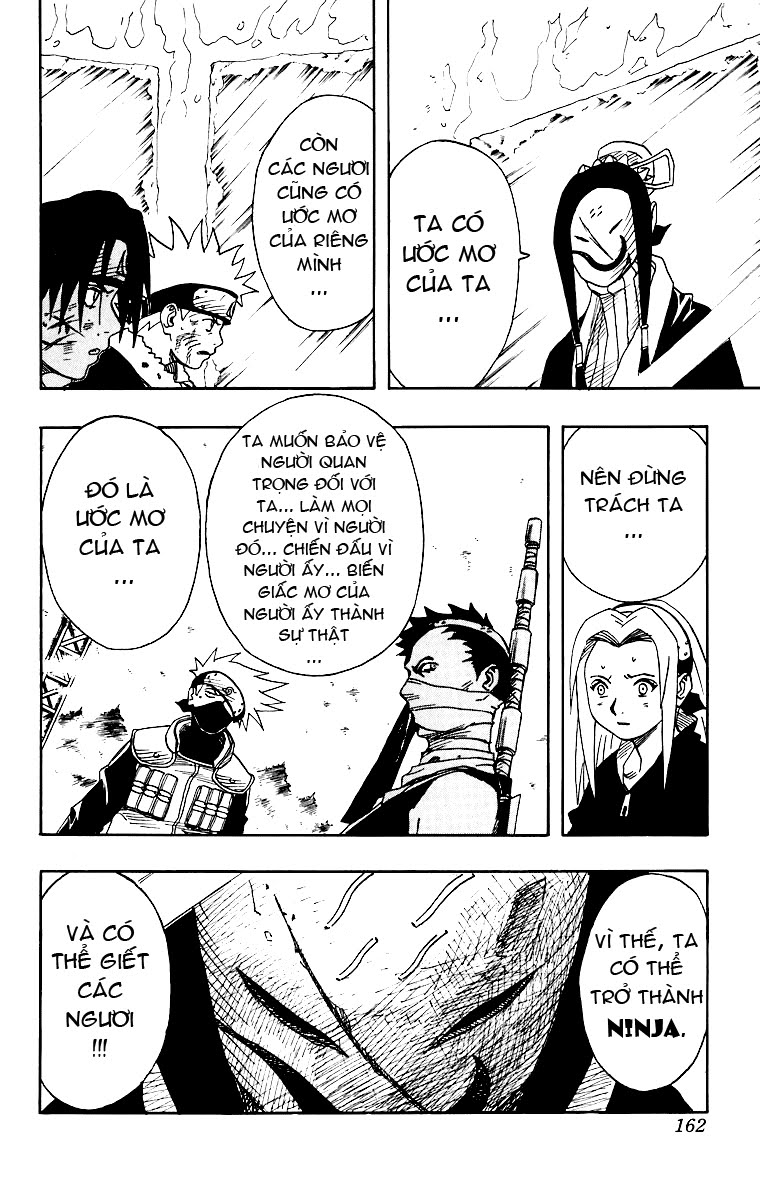 TA CÓ
ƯỚC MƠ
CỦA TA
...
CÒN
CÁC NGƯƠI
CŨNG CÓ
ƯỚC MƠ
CỦA RIÊNG
MÌNH
...
NÊN ĐỪNG
TRÁCH TA
...
TA MUỐN BẢO VỆ
NGƯỜI QUAN
TRỌNG ĐỐI VỚI
TA... LÀM MỌI
CHUYỆN VÌ NGƯỜI
ĐÓ... CHIẾN ĐẤU VÌ
NGƯỜI ẤY... BIẾN
GIẤC MƠ CỦA
NGƯỜI ẤY THÀNH
SỰ THẬT
...
ĐÓ LÀ
ƯỚC MƠ
CỦA TA
...
VÌ THẾ, TA
CÓ THỂ
TRỞ THÀNH
NINJA.
VÀ CÓ
THỂ GIẾT
CÁC
NGƯƠI
!!!
162